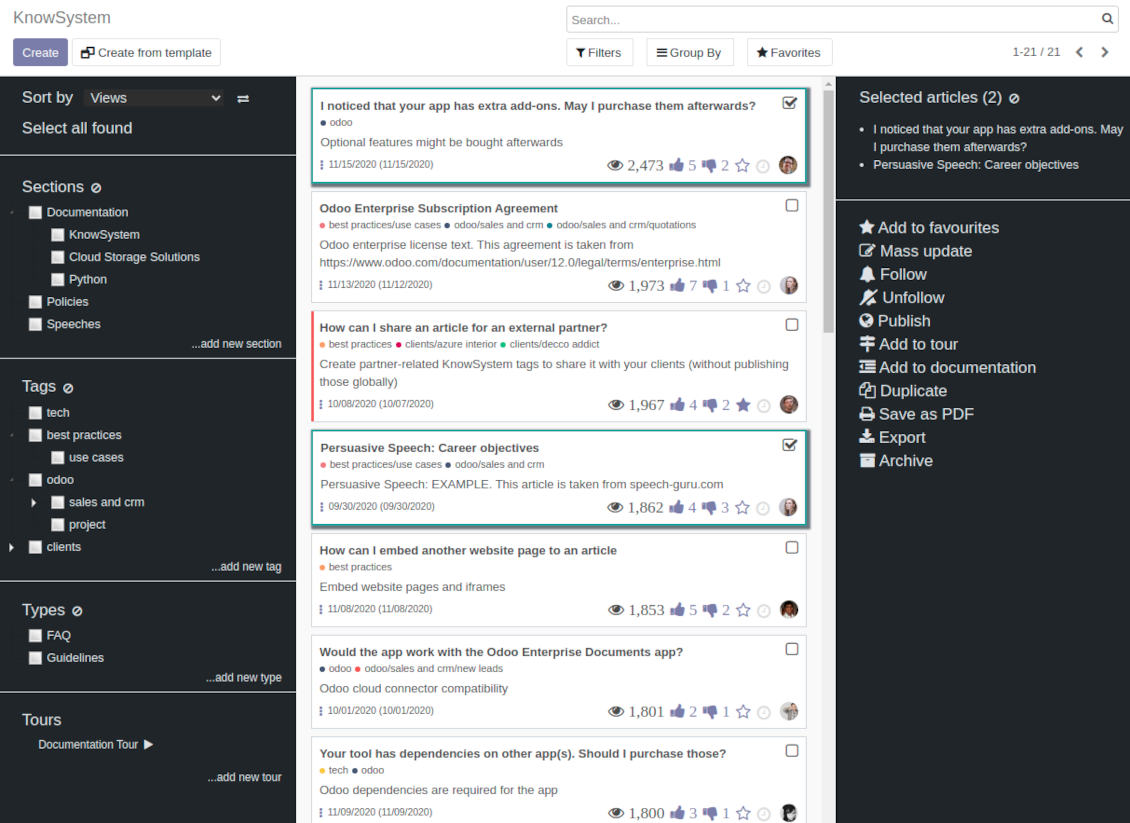 KnowSystem
Search...
Create
Create from template
Filters
Group By
Favorites
1-21 / 21
Sort by Views
Select all found
Sections
Documentation
KnowSystem
Cloud Storage Solutions
Python
Policies
Speeches
...add new section
Tags
tech
best practices
use cases
odoo
sales and crm
project
clients
...add new tag
Types
FAQ
Guidelines
...add new type
Tours
Documentation Tour
...add new tour
I noticed that your app has extra add-ons. May I purchase them afterwards?
odoo
Optional features might be bought afterwards
11/15/2020 (11/15/2020) 2,473 5 2
Odoo Enterprise Subscription Agreement
best practices/use cases odoo/sales and crm odoo/sales and crm/quotations
Odoo enterprise license text. This agreement is taken from
https://www.odoo.com/documentation/user/12.0/legal/terms/enterprise.html
11/13/2020 (11/12/2020) 1,973 7 1
How can I share an article for an external partner?
best practices clients/azure interior clients/decco addict
Create partner-related KnowSystem tags to share it with your clients (without publishing
those globally)
10/08/2020 (10/07/2020) 1,967 4 2
Persuasive Speech: Career objectives
best practices/use cases odoo/sales and crm
Persuasive Speech: EXAMPLE. This article is taken from speech-guru.com
09/30/2020 (09/30/2020) 1,862 4 3
How can I embed another website page to an article
best practices
Embed website pages and iframes
11/08/2020 (11/08/2020) 1,853 5 2
Would the app work with the Odoo Enterprise Documents app?
odoo odoo/sales and crm/new leads
Odoo cloud connector compatibility
10/01/2020 (10/01/2020) 1,801 2 1
Your tool has dependencies on other app(s). Should I purchase those?
tech odoo
Odoo dependencies are required for the app
11/09/2020 (11/09/2020) 1,800 3 1
Selected articles (2)
I noticed that your app has extra add-ons. May
I purchase them afterwards?
Persuasive Speech: Career objectives
Add to favourites
Mass update
Follow
Unfollow
Publish
Add to tour
Add to documentation
Duplicate
Save as PDF
Export
Archive